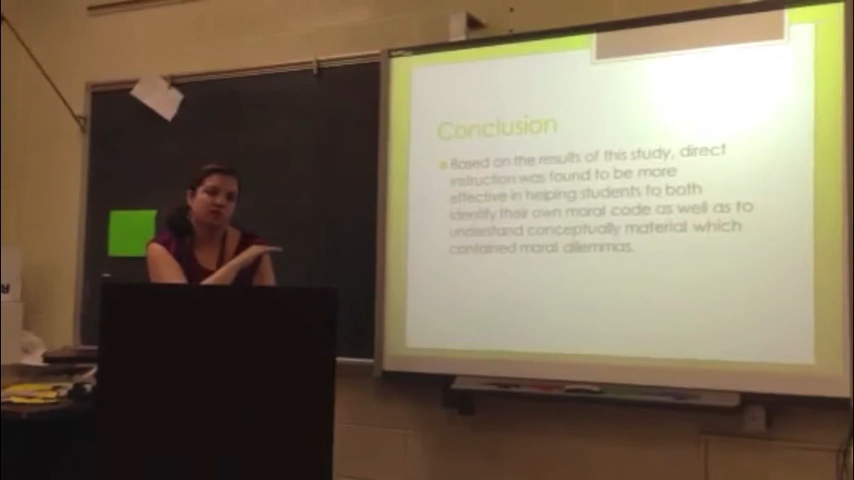 Conclusion
Based on the results of this study, direct
instruction was found to be more
effective in helping students to both
identify their own moral code as well as to
understand conceptually material which
contained moral dilemmas.
R